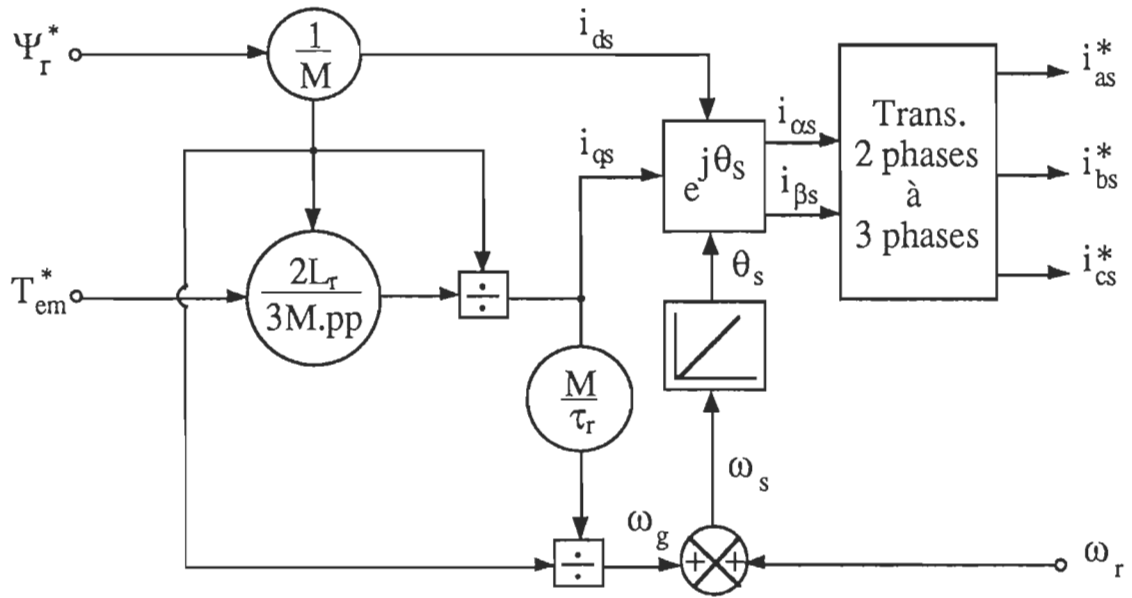 Ψr*
1
M
ids
Trans.
2 phases
à
3 phases
ias*
ibs*
ics*
iαs
iβs
iqs
e jθs
θs
Tem*
2Lr
3M.pp
÷
M
τr
ωs
÷
ωg
+ +
ωr